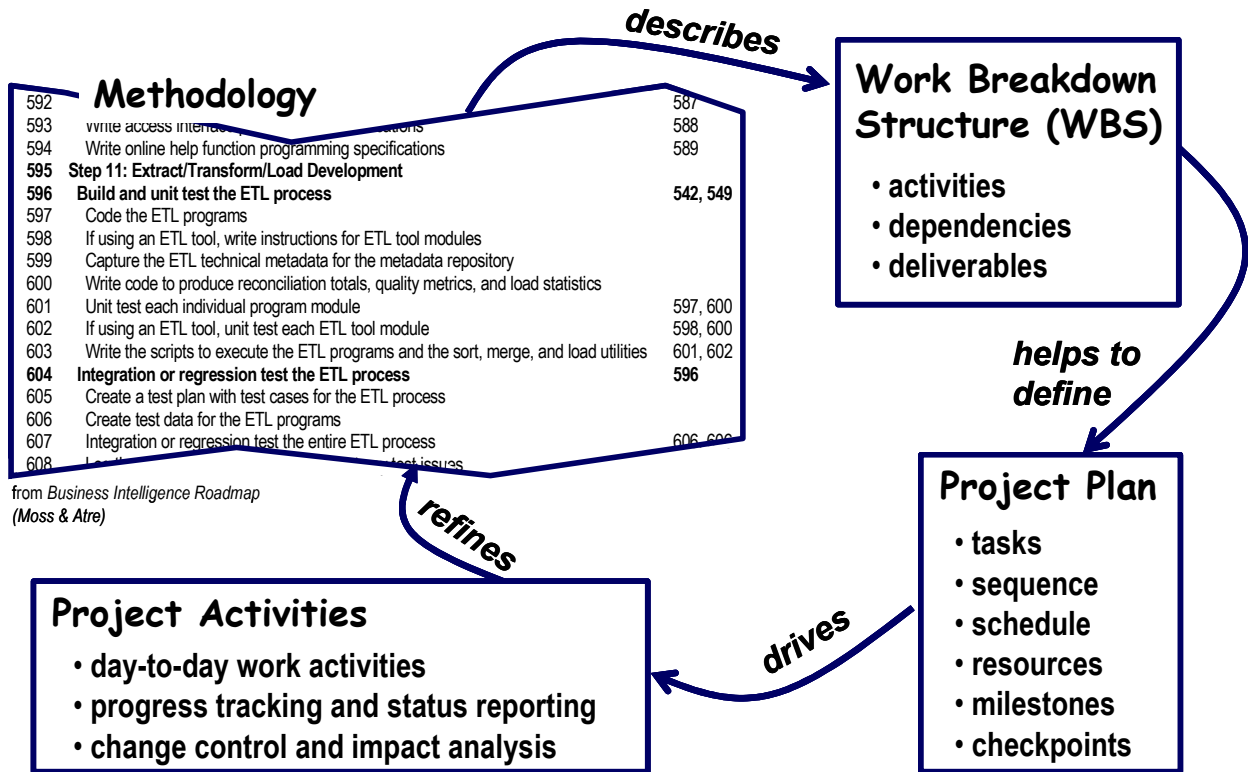 describes
Methodology
592 587
593 Write access 588
594 Write online help function programming specifications 589
595 Step 11: Extract/Transform/Load Development
596 Build and unit test the ETL process 542, 549
597 Code the ETL programs
598 If using an ETL tool, write instructions for ETL tool modules
599 Capture the ETL technical metadata for the metadata repository
600 Write code to produce reconciliation totals, quality metrics, and load statistics
601 Unit test each individual program module 597, 600
602 If using an ETL tool, unit test each ETL tool module 598, 600
603 Write the scripts to execute the ETL programs and the sort, merge, and load utilities 601, 602
604 Integration or regression test the ETL process 596
605 Create a test plan with test cases for the ETL process
606 Create test data for the ETL programs
607 Integration or regression test the entire ETL process 606,
608 test issues
from Business Intelligence Roadmap
(Moss & Atre)
Work Breakdown
Structure (WBS)
• activities
• dependencies
• deliverables
helps to
define
Project Plan
• tasks
• sequence
• schedule
• resources
• milestones
• checkpoints
drives
Project Activities
• day-to-day work activities
• progress tracking and status reporting
• change control and impact analysis
refines